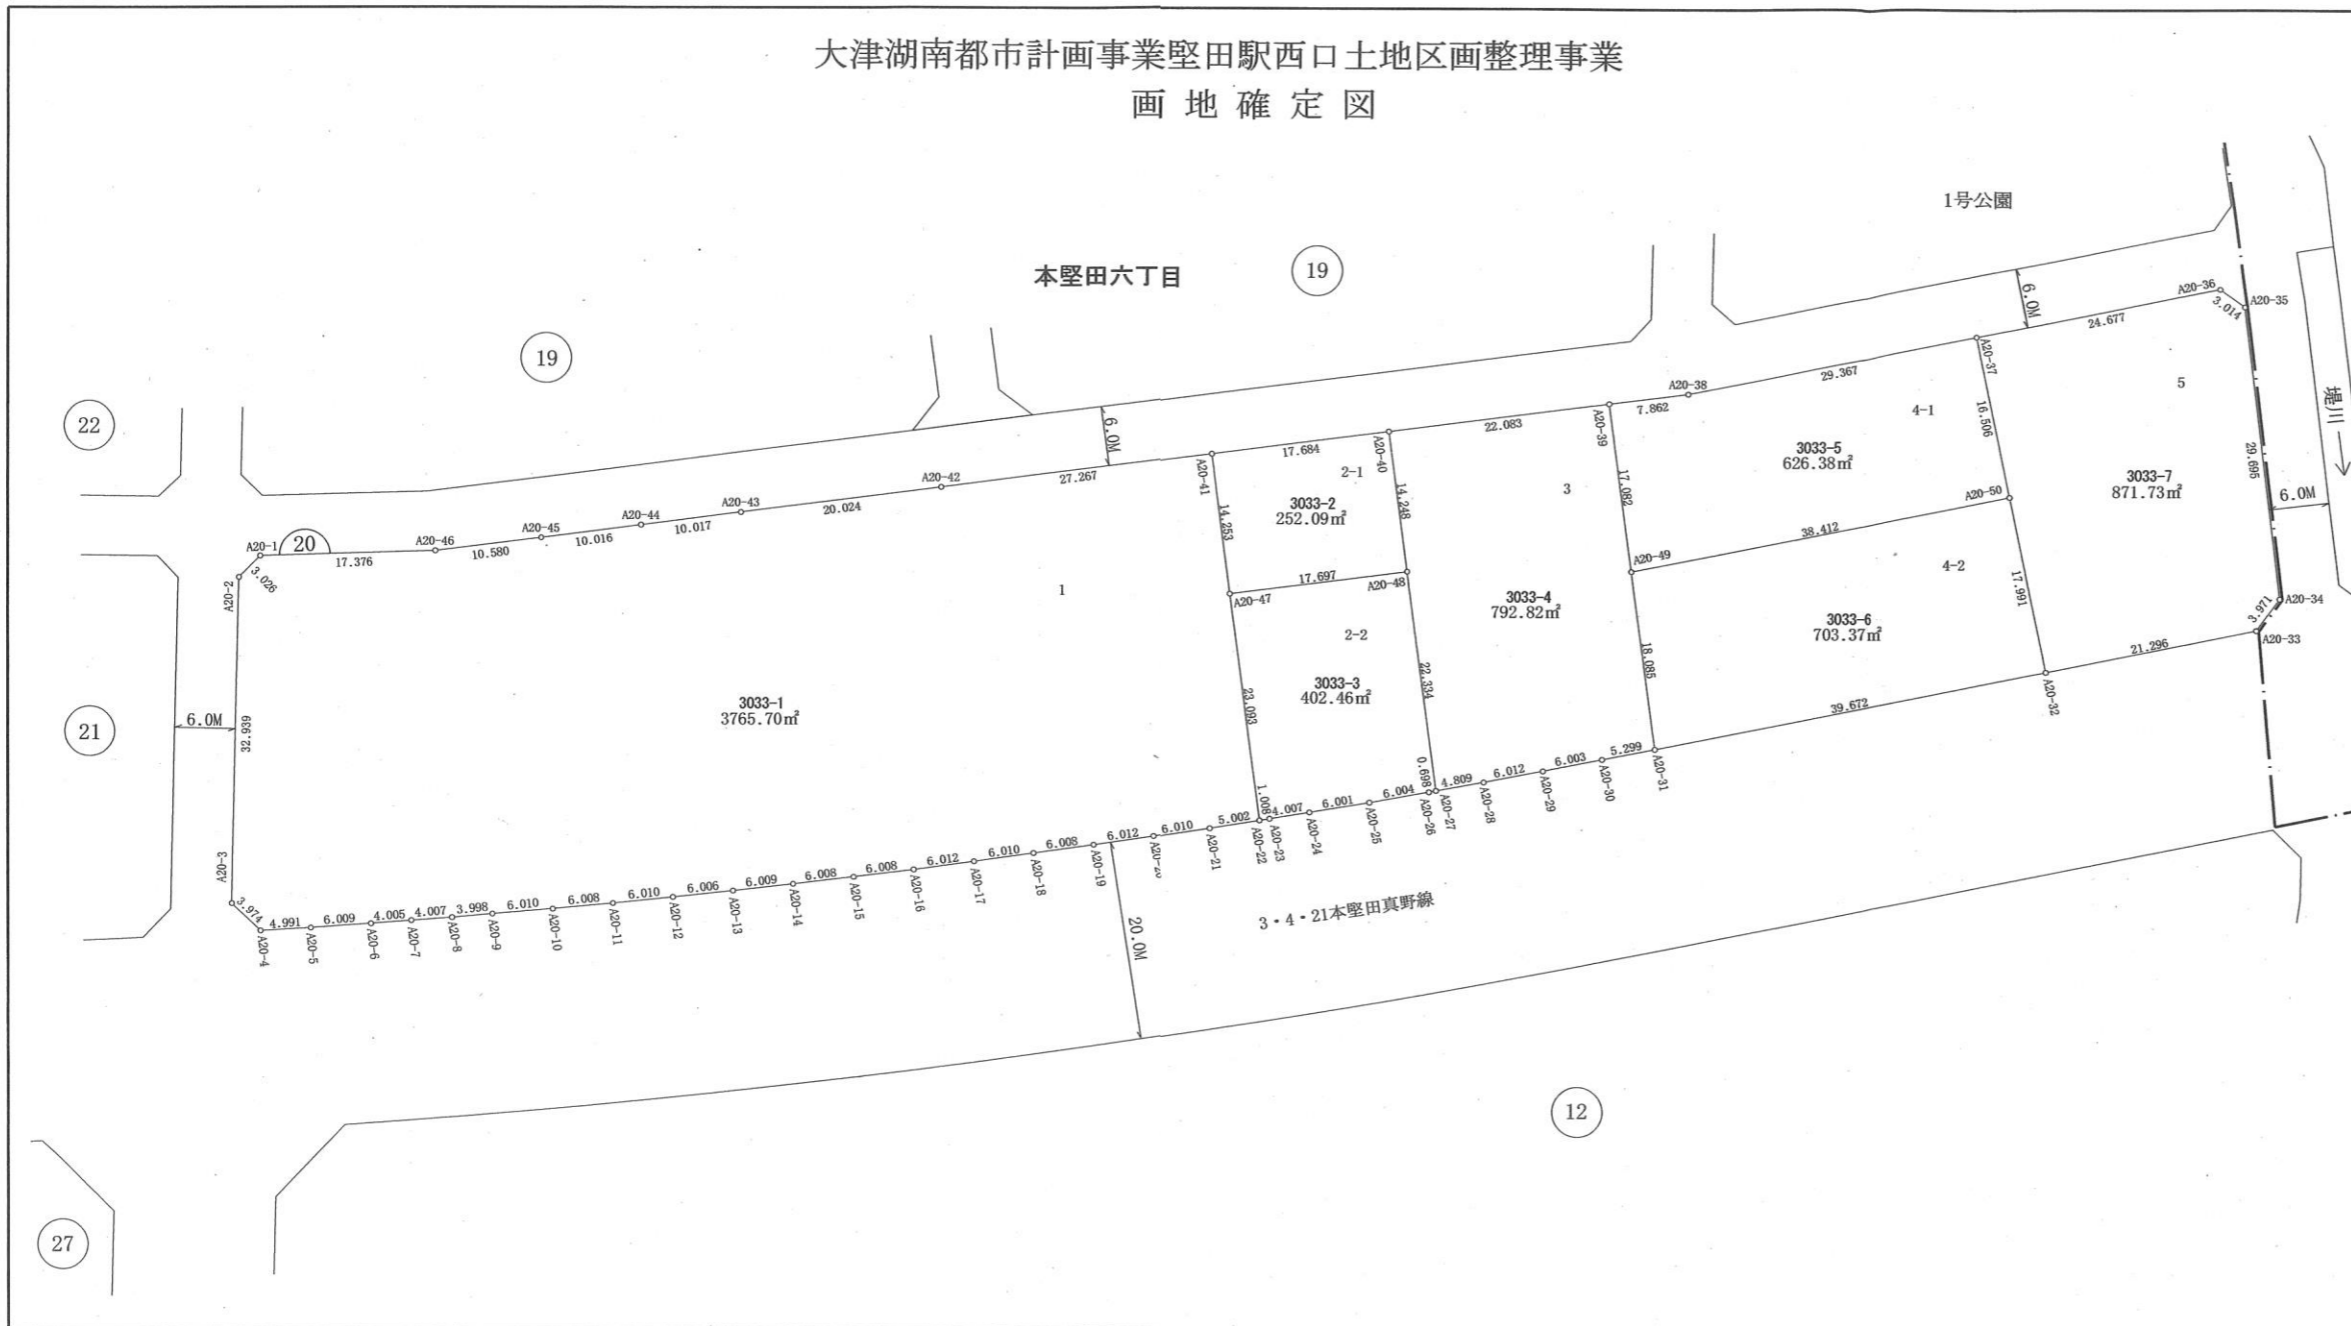 大津湖南都市計画事業堅田駅西口土地区画整理事業
画地確定図
1号公園
本堅田六丁目
19
19
22
21
20
27
12
6.0M
6.0M
6.0M
6.0M
20.0M
堤川
3・4・21本堅田真野線
A20-1
A20-46
A20-45
A20-44
A20-43
A20-42
A20-41
A20-40
A20-39
A20-38
A20-37
A20-36
A20-35
17.376
10.580
10.016
10.017
20.024
27.267
17.684
22.083
7.862
29.367
24.677
3.014
3.026
A20-2
32.939
A20-3
3.974
1
3033-1
3765.70㎡
2-1
3033-2
252.09㎡
14.253
14.248
17.697
A20-47
A20-48
2-2
3033-3
402.46㎡
23.093
22.334
3
3033-4
792.82㎡
17.082
18.085
4-1
3033-5
626.38㎡
16.506
A20-50
38.412
A20-49
4-2
3033-6
703.37㎡
17.991
5
3033-7
871.73㎡
29.695
A20-34
3.971
A20-33
21.296
A20-32
39.672
4.991
6.009
4.005
4.007
3.998
6.010
6.008
6.010
6.006
6.009
6.008
6.008
6.012
6.010
6.008
6.012
6.010
5.002
1.008
4.007
6.001
6.004
0.698
4.809
6.012
6.003
5.299
A20-4
A20-5
A20-6
A20-7
A20-8
A20-9
A20-10
A20-11
A20-12
A20-13
A20-14
A20-15
A20-16
A20-17
A20-18
A20-19
A20-20
A20-21
A20-22
A20-23
A20-24
A20-25
A20-26
A20-27
A20-28
A20-29
A20-30
A20-31